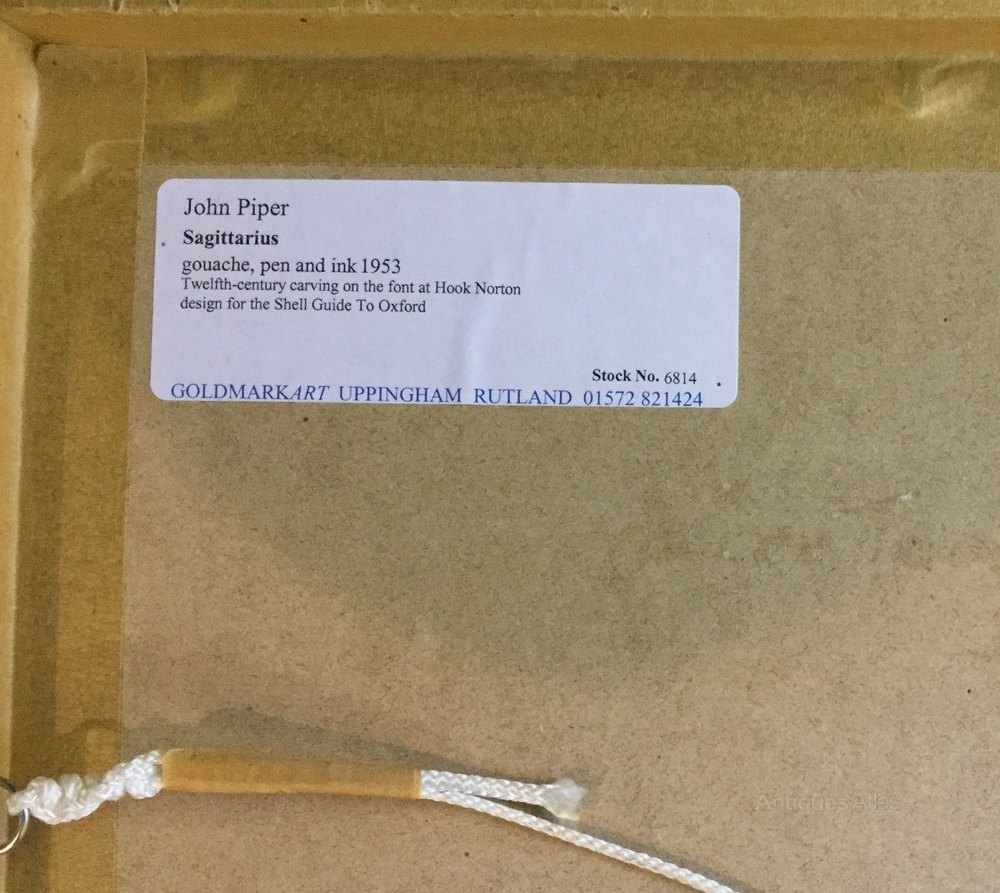 John Piper
Sagittarius
gouache, pen and ink 1953
Twelfth-century carving on the font at Hook Norton
design for the Shell Guide To Oxford
Stock No. 6814
GOLDMARKART UPPINGHAM RUTLAND 01572 821424
Antiques Atlas